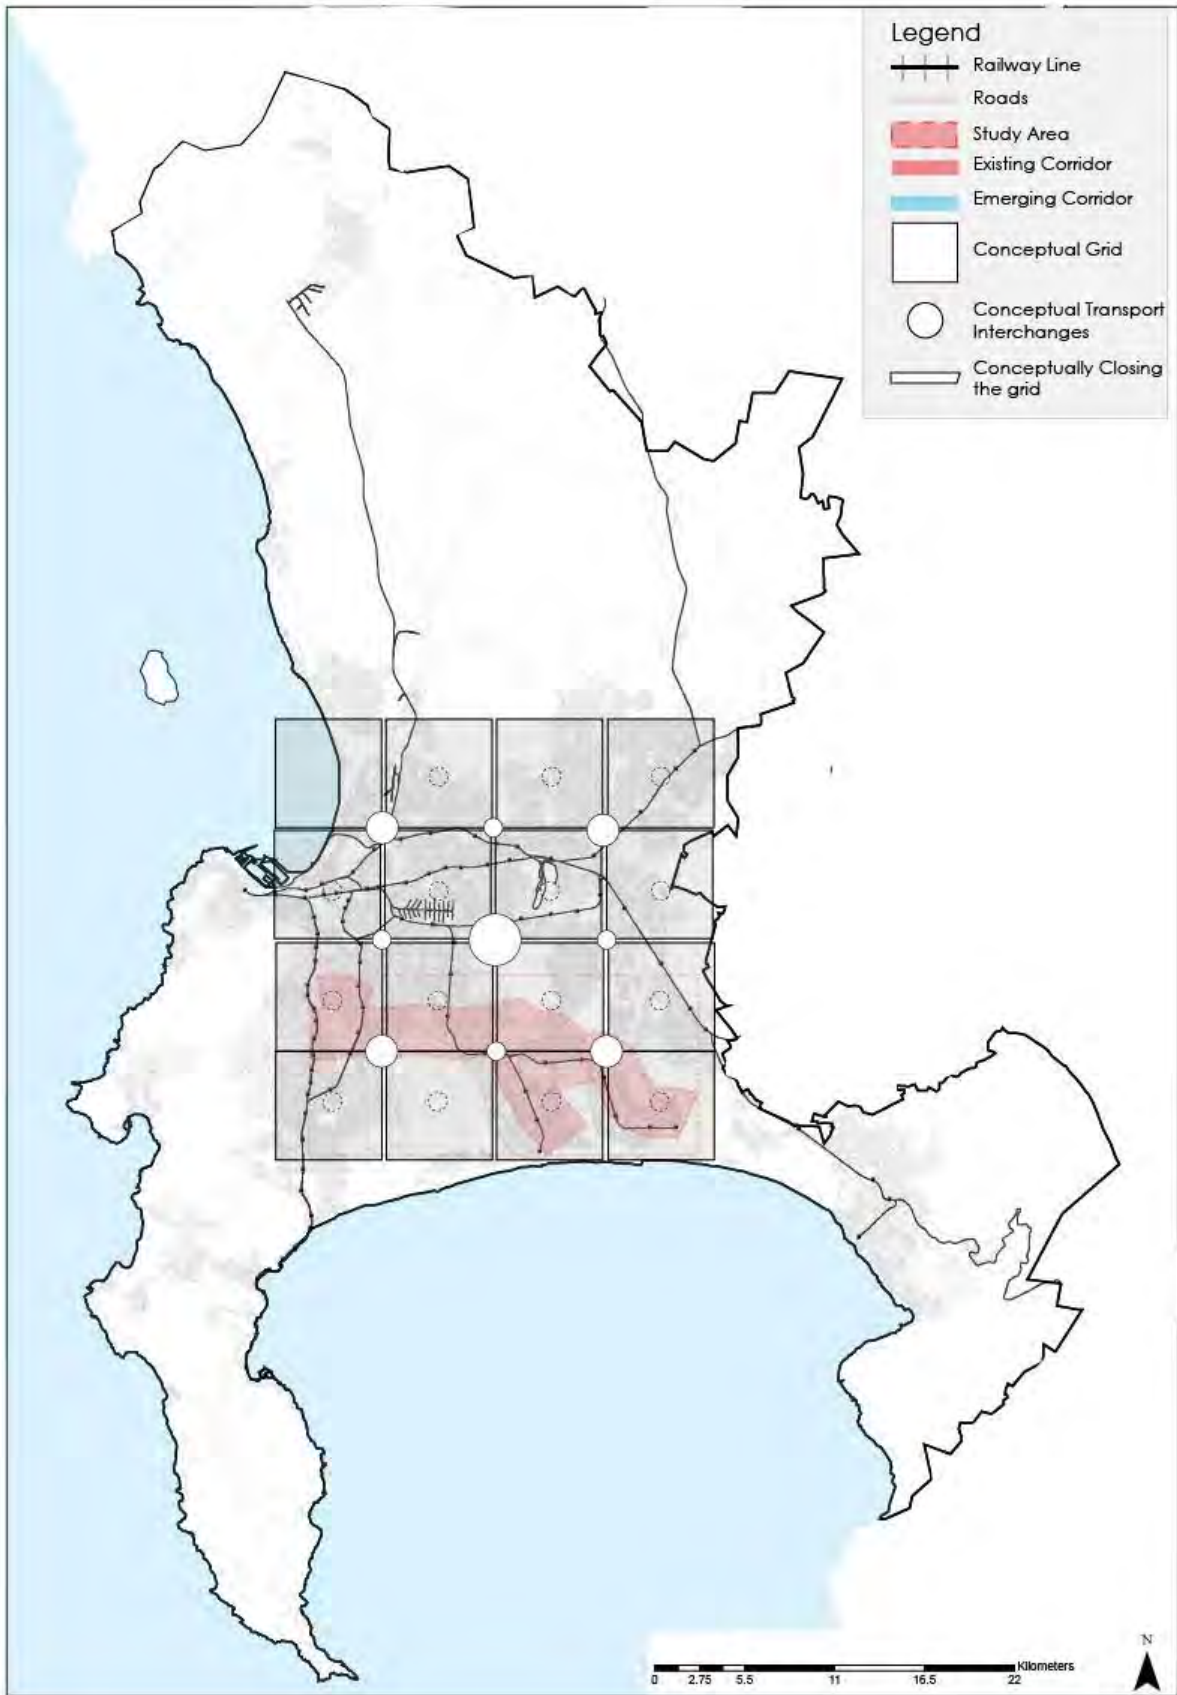 Legend
Railway Line
Roads
Study Area
Existing Corridor
Emerging Corridor
Conceptual Grid
Conceptual Transport
Interchanges
Conceptually Closing
the grid
N
Kilometers
0 2.75 5.5 11 16.5 22